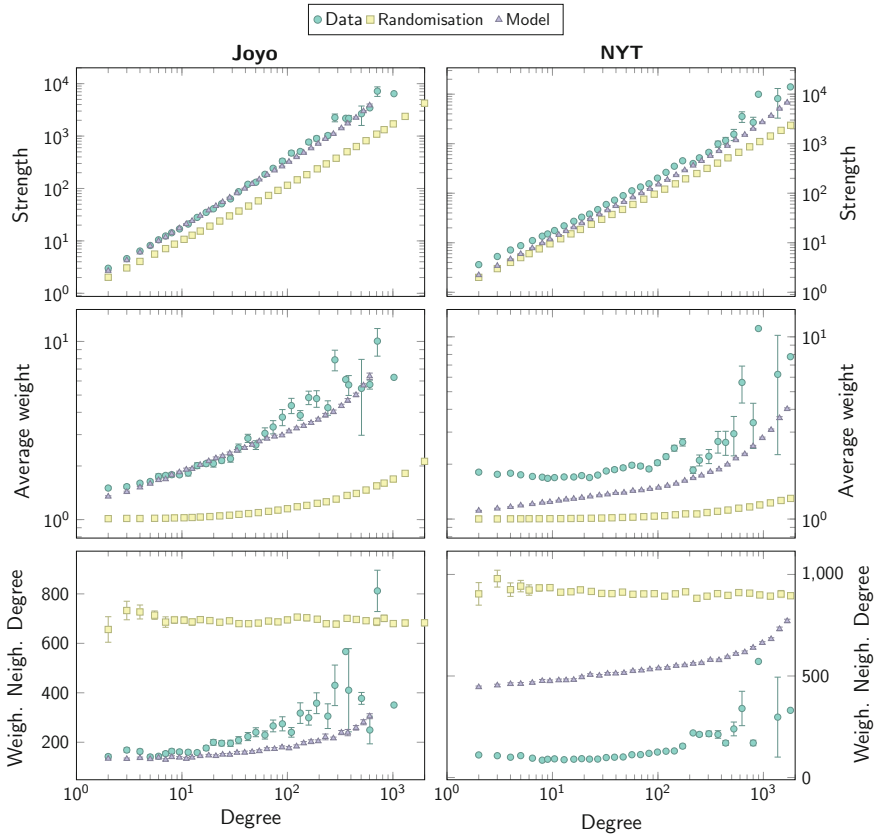 Data Randomisation Model
Joyo NYT
10^4
10^3
10^2
10^1
10^0
Strength
10^4
10^3
10^2
10^1
10^0
Strength
10^1
10^0
Average weight
10^1
10^0
Average weight
800
600
400
200
Weigh. Neigh. Degree
1,000
500
0
Weigh. Neigh. Degree
10^0 10^1 10^2 10^3
10^0 10^1 10^2 10^3
Degree
Degree